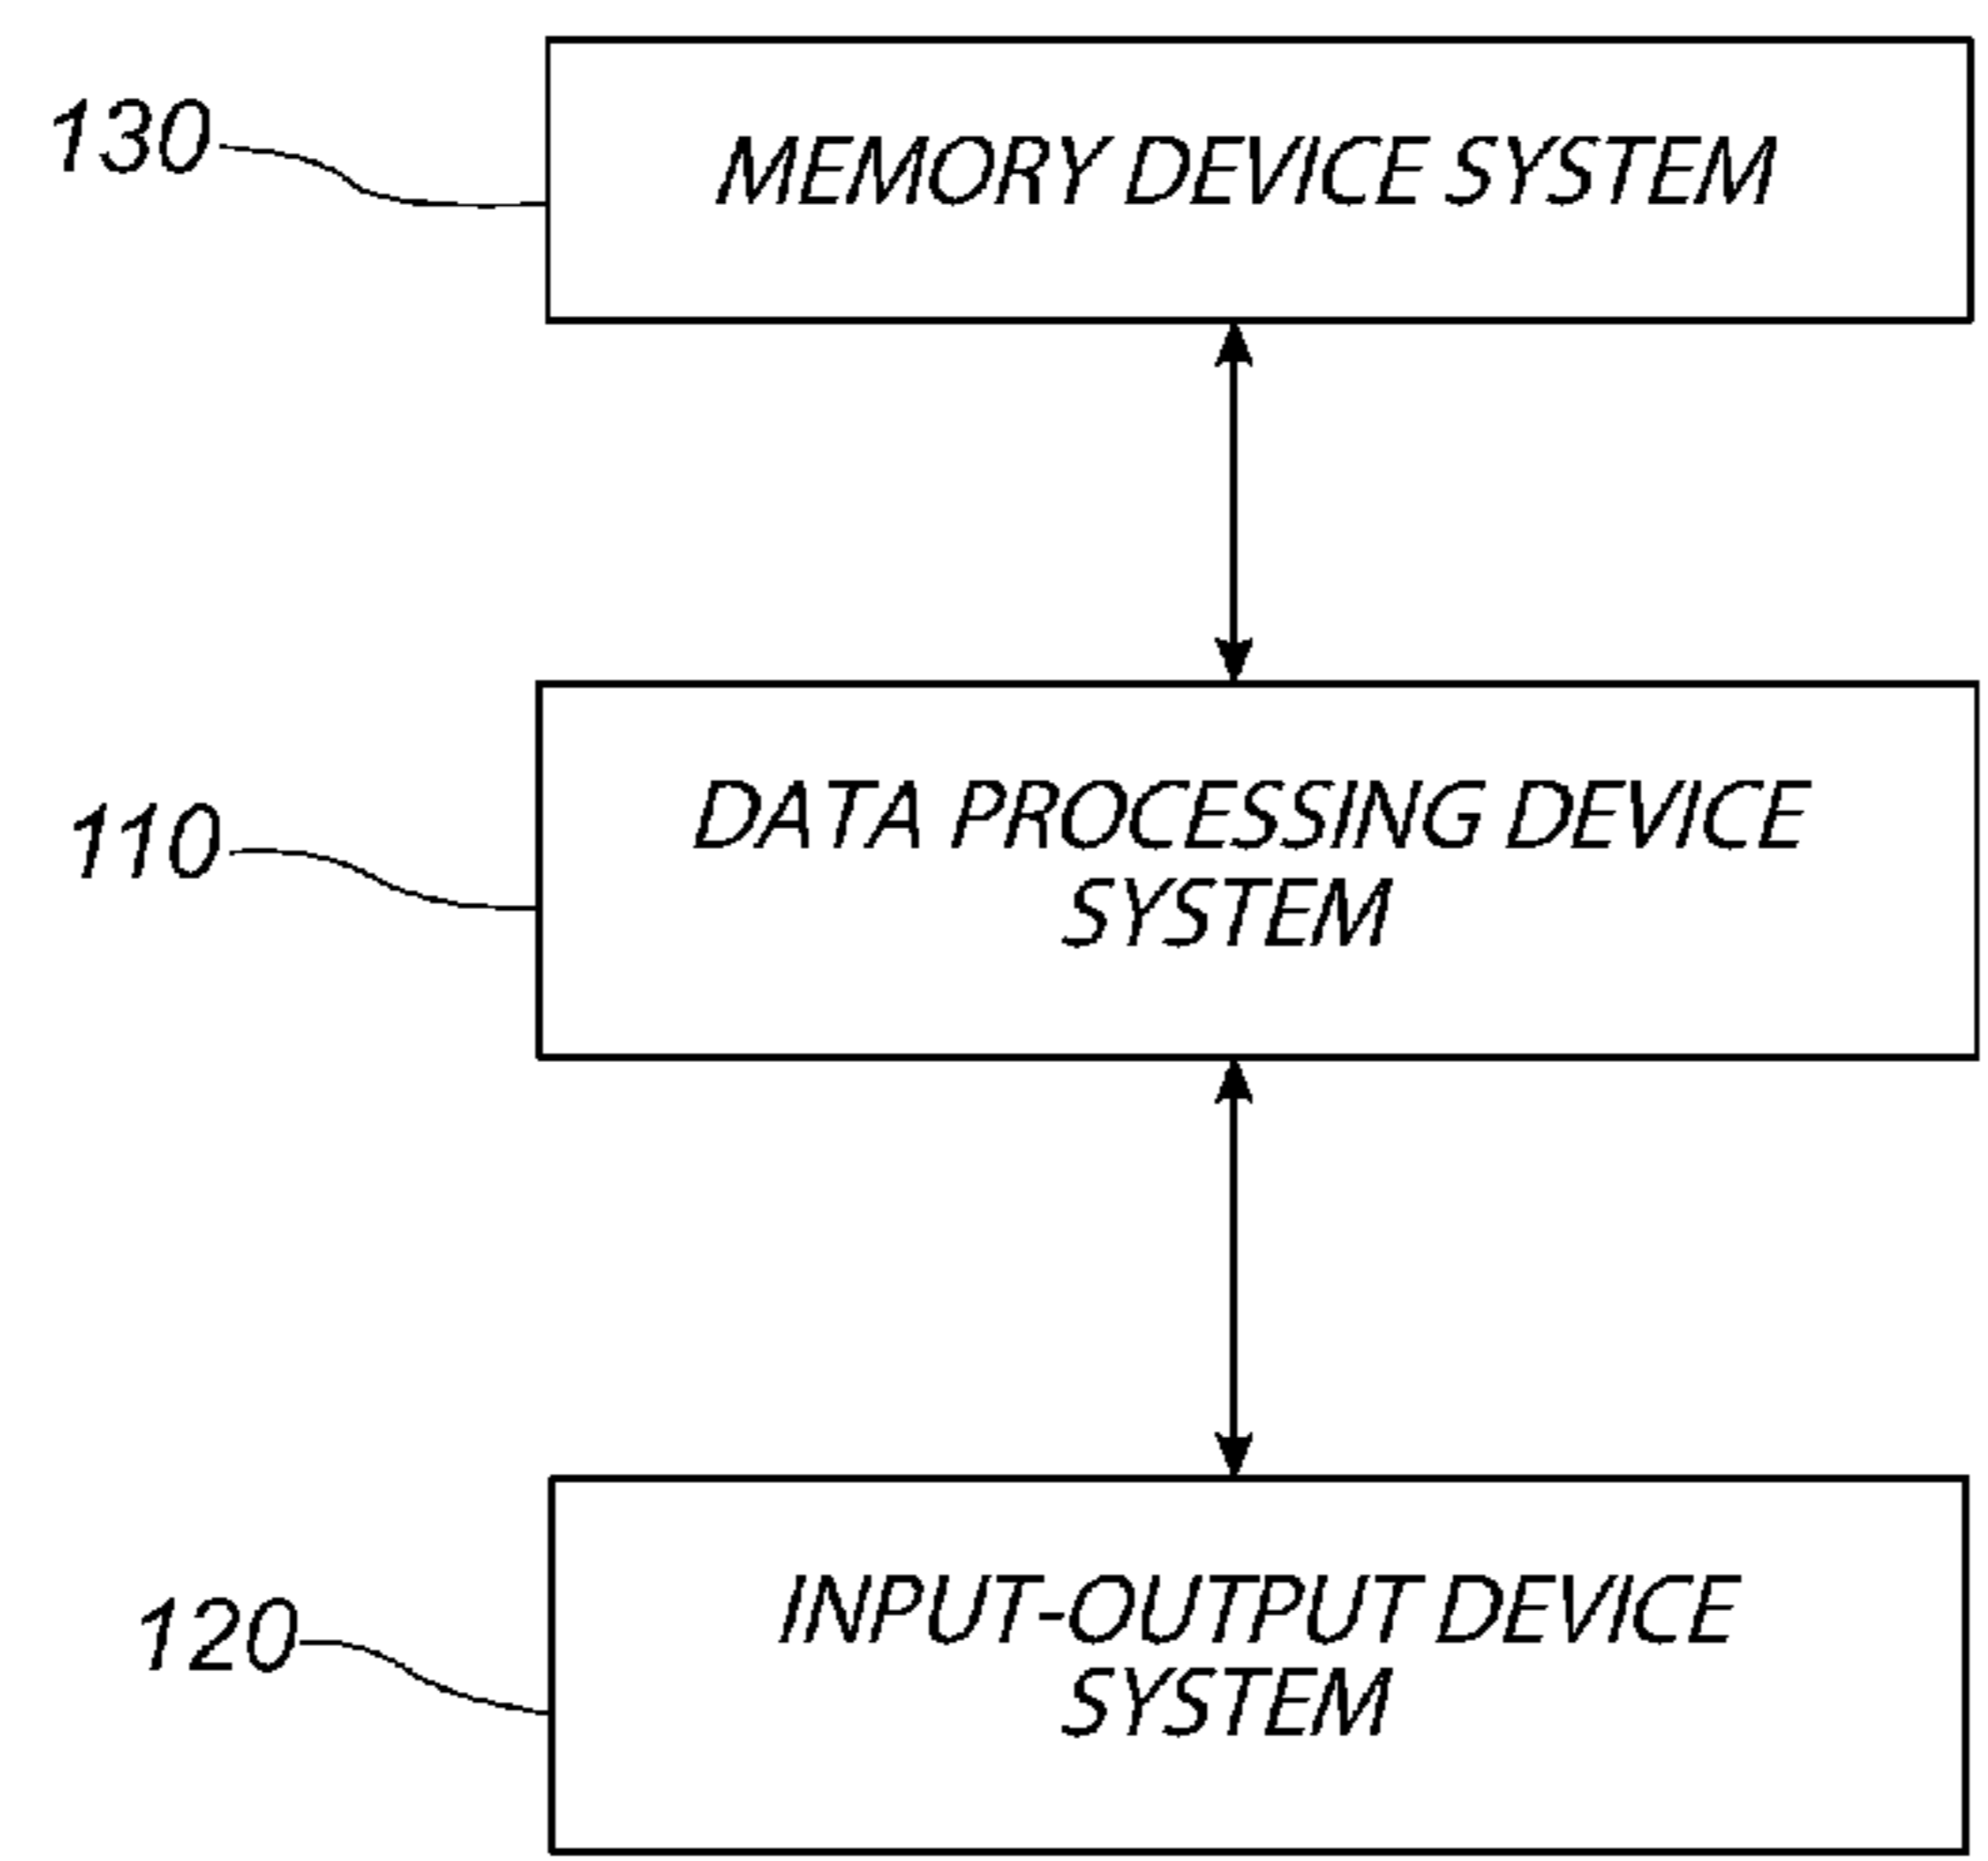 130
MEMORY DEVICE SYSTEM
110
DATA PROCESSING DEVICE
SYSTEM
120
INPUT-OUTPUT DEVICE
SYSTEM